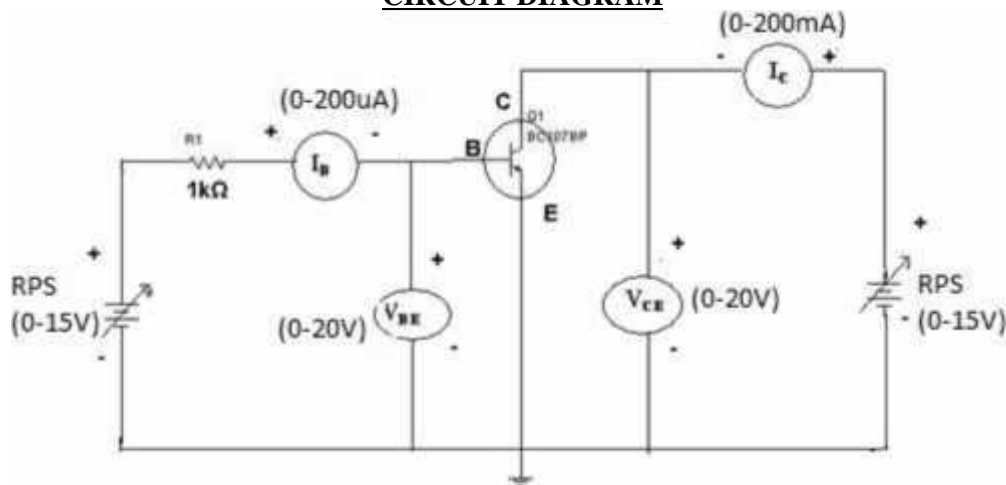 CIRCUIT DIAGRAM
(0-200mA)
- IC +
(0-200uA)
C
Q1
BC107BP
R1
+ -
B
IB
1kΩ
E
+
RPS
(0-15V)
-
+
VBE
(0-20V)
-
+
VCE
(0-20V)
-
+
RPS
(0-15V)
-